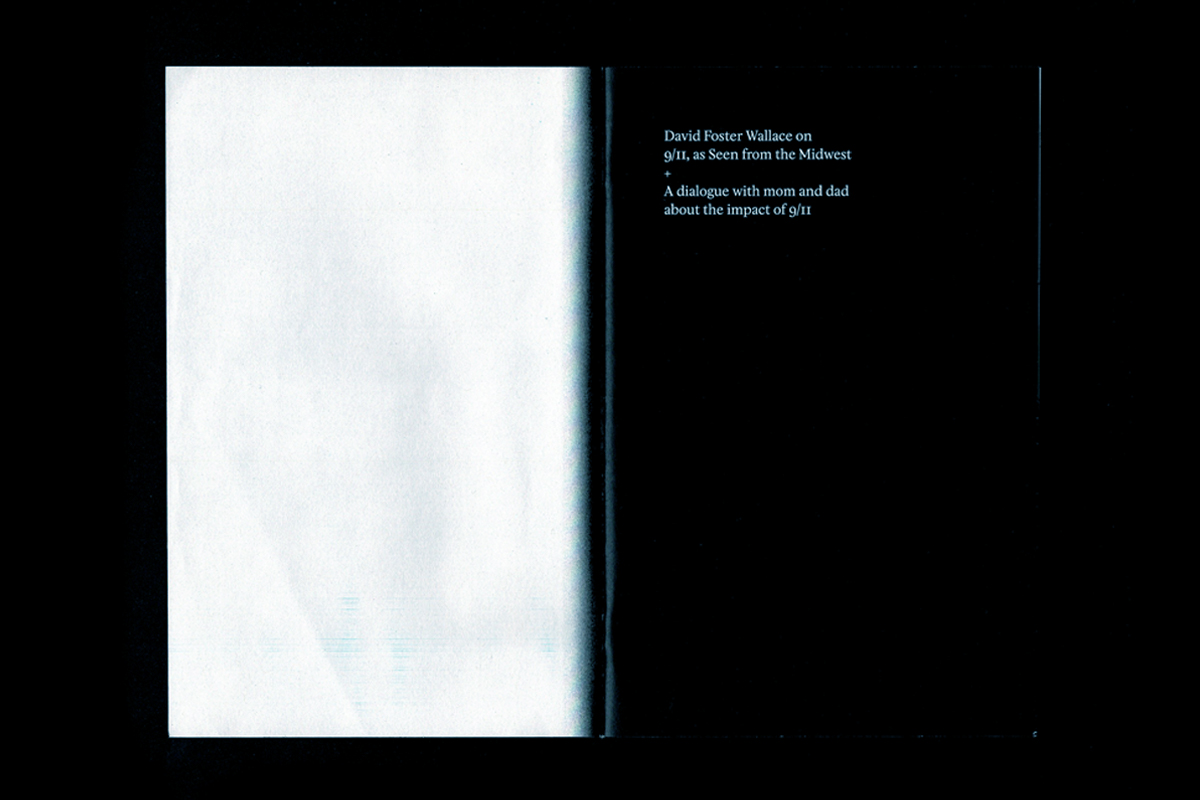 David Foster Wallace on
9/11, as Seen from the Midwest
+
A dialogue with mom and dad
about the impact of 9/11